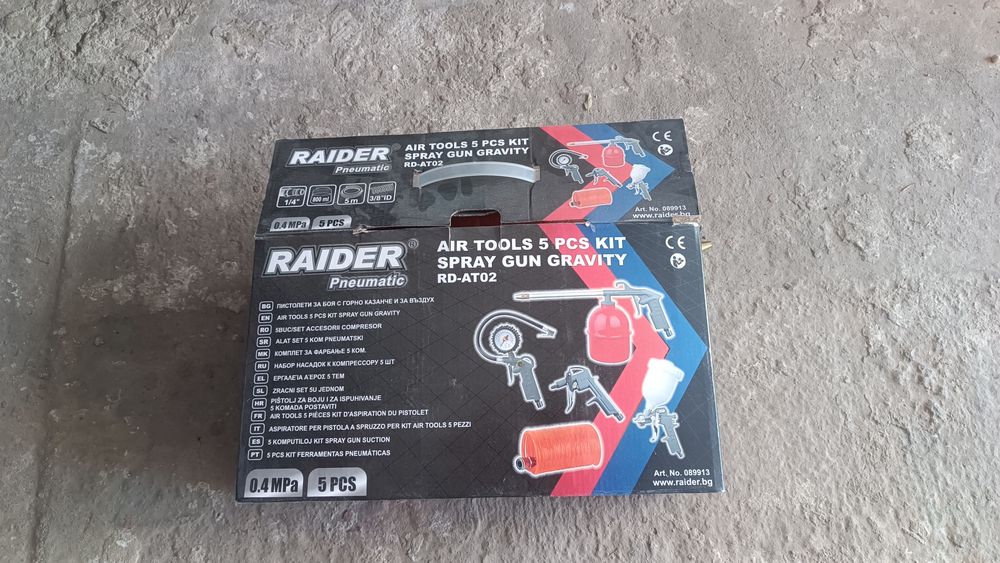 RAIDER
Pneumatic
AIR TOOLS 5 PCS KIT
SPRAY GUN GRAVITY
RD-AT02
1/4"
800 ml
5 m
3/8"ID
0.4 MPa
5 PCS
CE
Art. No. 089913
www.raider.bg
RAIDER®
Pneumatic
AIR TOOLS 5 PCS KIT
SPRAY GUN GRAVITY
RD-AT02
CE
BG ПИСТОЛЕТИ ЗА БОЯ С ГОРНО КАЗАНЧЕ И ЗА ВЪЗДУХ
EN AIR TOOLS 5 PCS KIT SPRAY GUN GRAVITY
RO 5BUC/SET ACCESORII COMPRESOR
SR ALAT SET 5 KOM PNEUMATSKI
MK КОМПЛЕТ ЗА ФАРБАЊЕ 5 КОМ.
RU НАБОР НАСАДОК К КОМПРЕССОРУ 5 ШТ
EL ΕΡΓΑΛΕΊΑ ΑΈΡΟΣ 5 ΤΕΜ
SL ZRACNI SET 5U JEDNOM
HR PIŠTOLJ ZA BOJU I ZA ISPUHIVANJE
5 KOMADA POSTAVITI
FR AIR TOOLS 5 PIÈCES KIT D'ASPIRATION DU PISTOLET
IT ASPIRATORE PER PISTOLA A SPRUZZO PER KIT AIR TOOLS 5 PEZZI
ES 5 KOMPUTILOJ KIT SPRAY GUN SUCTION
PT 5 PCS KIT FERRAMENTAS PNEUMÁTICAS
0.4 MPa
5 PCS
Art. No. 089913
www.raider.bg